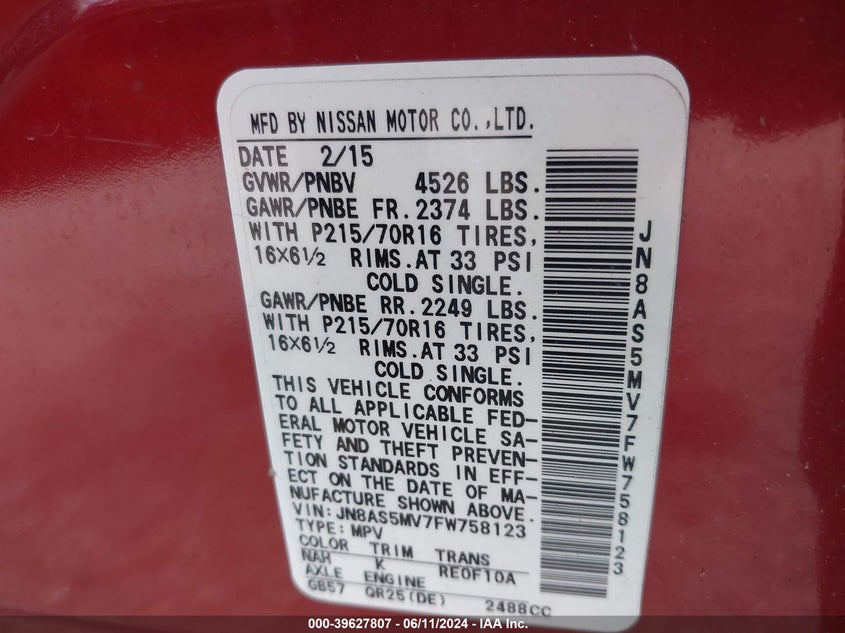 MFD BY NISSAN MOTOR CO.,LTD.
DATE 2/15
GVWR/PNBV 4526 LBS.
GAWR/PNBE FR.2374 LBS.
WITH P215/70R16 TIRES,
16X6½ RIMS.AT 33 PSI
COLD SINGLE.
GAWR/PNBE RR.2249 LBS.
WITH P215/70R16 TIRES,
16X6½ RIMS.AT 33 PSI
COLD SINGLE.
THIS VEHICLE CONFORMS
TO ALL APPLICABLE FED-
ERAL MOTOR VEHICLE SA-
FETY AND THEFT PREVEN-
TION STANDARDS IN EFF-
ECT ON THE DATE OF MA-
NUFACTURE SHOWN ABOVE.
VIN:JN8AS5MV7FW758123
TYPE:MPV
COLOR TRIM TRANS
NAH K RE0F10A
AXLE ENGINE
GB57 QR25(DE) 2488CC
JN8AS5MV7FW758123
000-39627807 - 06/11/2024 - IAA Inc.